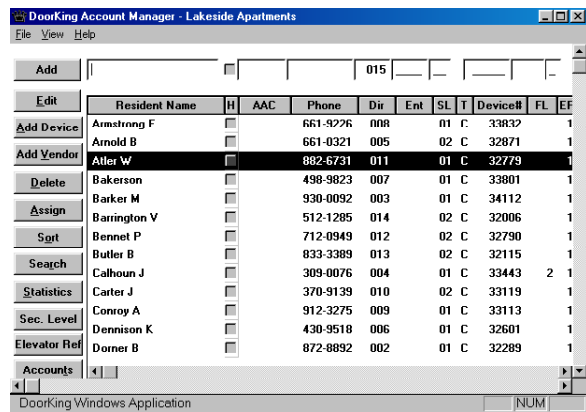 DoorKing Account Manager - Lakeside Apartments
File View Help
Add 015
Edit
Resident Name H AAC Phone Dir Ent SL T Device# FL EF
Add Device
Add Vendor
Delete
Assign
Sort
Search
Statistics
Sec. Level
Elevator Ref
Accounts
Armstrong F 661-9226 008 01 C 33832 1
Arnold B 661-0321 005 02 C 32871 1
Atler W 882-6731 011 01 C 32779 1
Bakerson 498-9823 007 01 C 33801 1
Barker M 930-0092 003 01 C 34112 1
Barrington V 512-1285 014 02 C 32006 1
Bennet P 712-0949 012 02 C 32790 1
Butler B 833-3389 013 02 C 32115 1
Calhoun J 309-0076 004 01 C 33443 2 1
Carter J 370-9139 010 02 C 33119 1
Conroy A 912-3275 009 01 C 33113 1
Dennison K 430-9518 006 01 C 32601 1
Dorner B 872-8892 002 01 C 32289 1
DoorKing Windows Application NUM